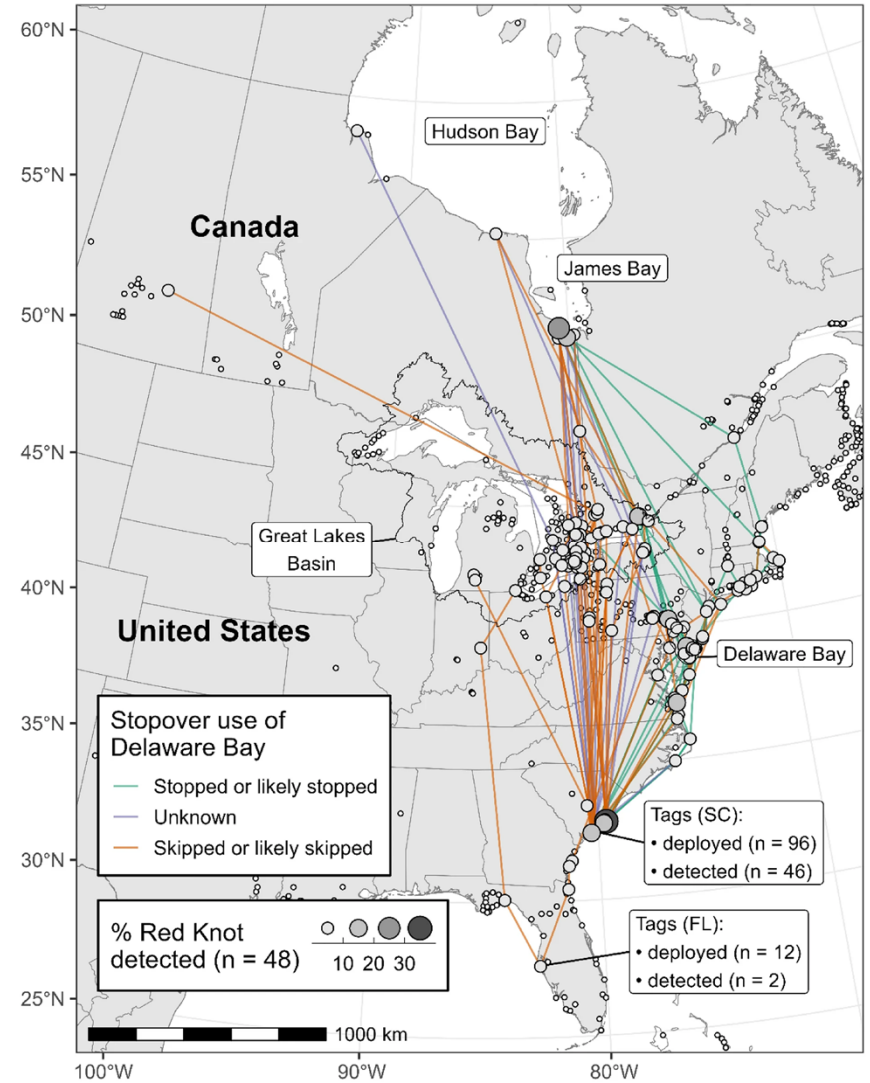 60°N
55°N
50°N
45°N
40°N
35°N
30°N
25°N
Hudson Bay
Canada
James Bay
Great Lakes
Basin
United States
Delaware Bay
Stopover use of
Delaware Bay
Stopped or likely stopped
Unknown
Skipped or likely skipped
Tags (SC):
• deployed (n = 96)
• detected (n = 46)
% Red Knot
detected (n = 48)
10 20 30
Tags (FL):
• deployed (n = 12)
• detected (n = 2)
1000 km
100°W 90°W 80°W